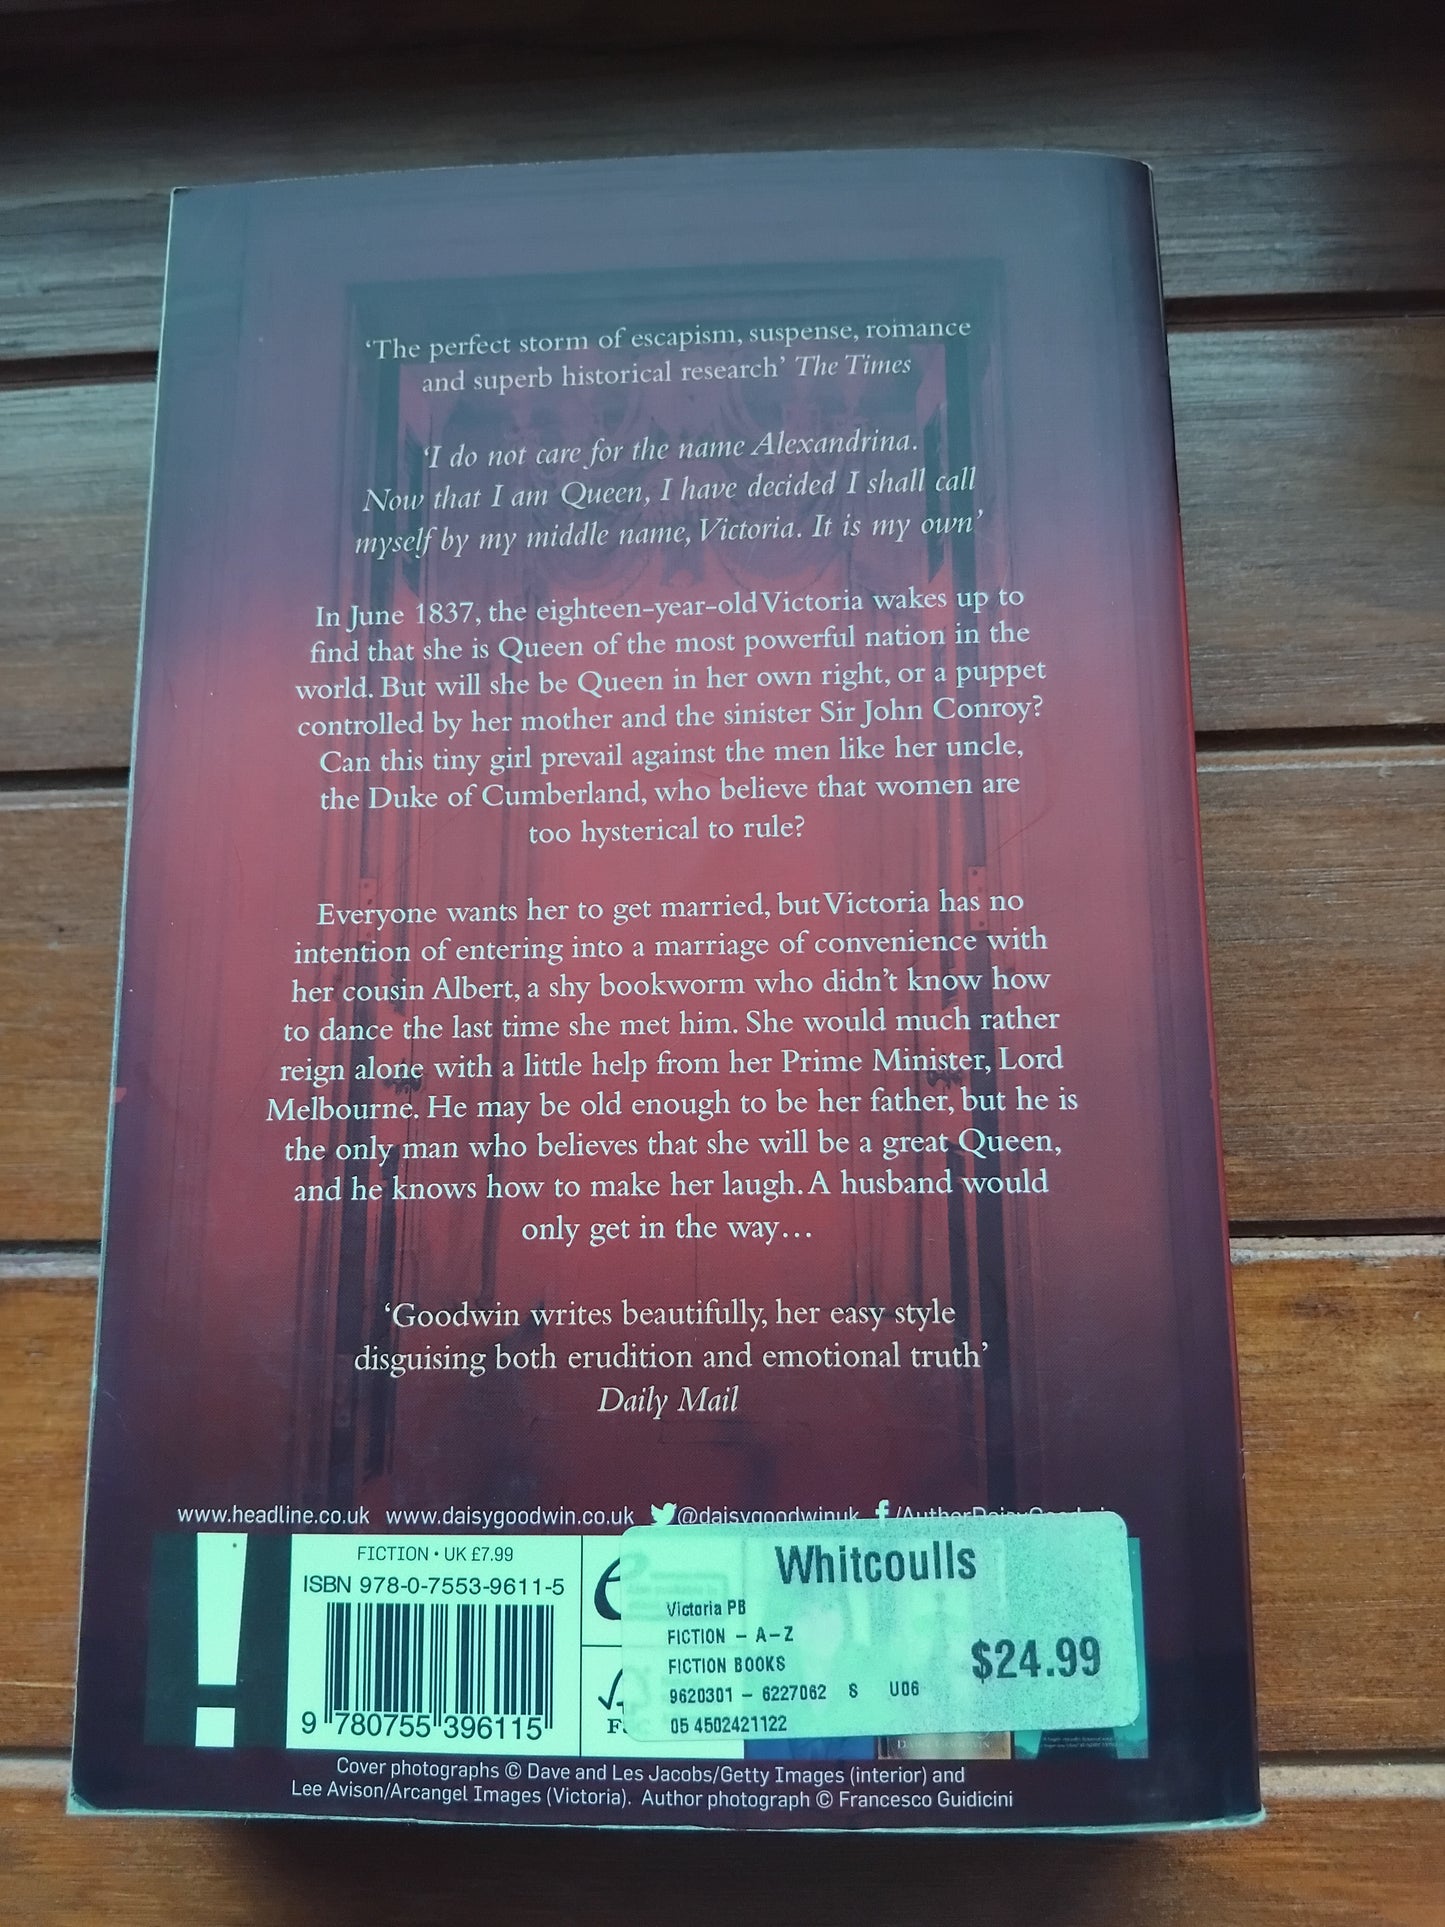 ‘The perfect storm of escapism, suspense, romance
and superb historical research’ The Times
‘I do not care for the name Alexandrina.
Now that I am Queen, I have decided I shall call
myself by my middle name, Victoria. It is my own’
In June 1837, the eighteen-year-old Victoria wakes up to
find that she is Queen of the most powerful nation in the
world. But will she be Queen in her own right, or a puppet
controlled by her mother and the sinister Sir John Conroy?
Can this tiny girl prevail against the men like her uncle,
the Duke of Cumberland, who believe that women are
too hysterical to rule?
Everyone wants her to get married, but Victoria has no
intention of entering into a marriage of convenience with
her cousin Albert, a shy bookworm who didn’t know how
to dance the last time she met him. She would much rather
reign alone with a little help from her Prime Minister, Lord
Melbourne. He may be old enough to be her father, but he is
the only man who believes that she will be a great Queen,
and he knows how to make her laugh. A husband would
only get in the way…
‘Goodwin writes beautifully, her easy style
disguising both erudition and emotional truth’
Daily Mail
www.headline.co.uk www.daisygoodwin.co.uk @daisygoodwinuk /AuthorDaisyGoodwin
FICTION • UK £7.99
ISBN 978-0-7553-9611-5
9 780755 396115
Whitcoulls
Victoria PB
FICTION - A-Z
FICTION BOOKS
$24.99
9620301 - 6227062 S U06
05 4502421122
DAISY GOODWIN
Cover photographs © Dave and Les Jacobs/Getty Images (interior) and
Lee Avison/Arcangel Images (Victoria). Author photograph © Francesco Guidicini